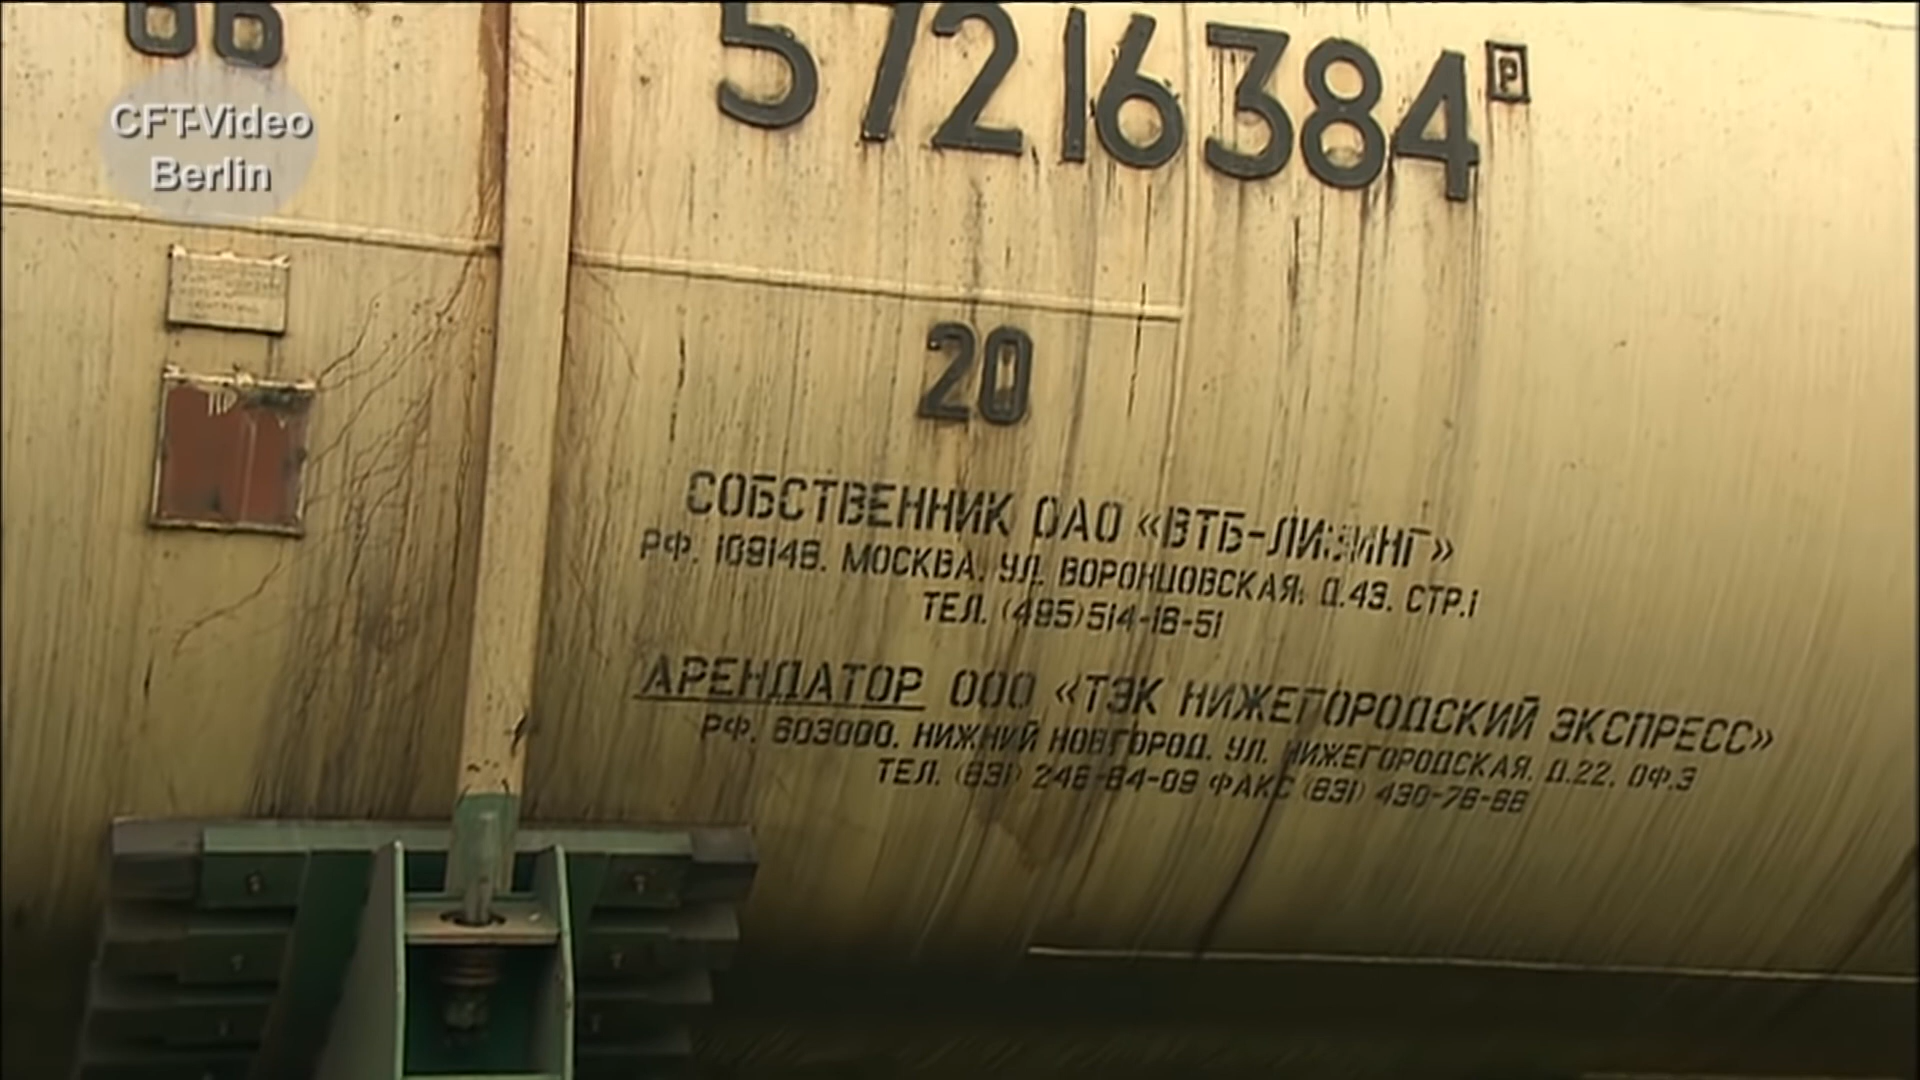 66
57216384 P
CFT-Video
Berlin
20
СОБСТВЕННИК ОАО «ВТБ-ЛИЗИНГ»
РФ. 109148. МОСКВА. УЛ. ВОРОНЦОВСКАЯ, Д.43. СТР.1
ТЕЛ. (495)514-16-51
АРЕНДАТОР ООО «ТЭК НИЖЕГОРОДСКИЙ ЭКСПРЕСС»
РФ. 603000. НИЖНИЙ НОВГОРОД. УЛ. НИЖЕГОРОДСКАЯ. Д.22. ОФ.3
ТЕЛ. (831) 246-84-09 ФАКС (831) 430-76-66